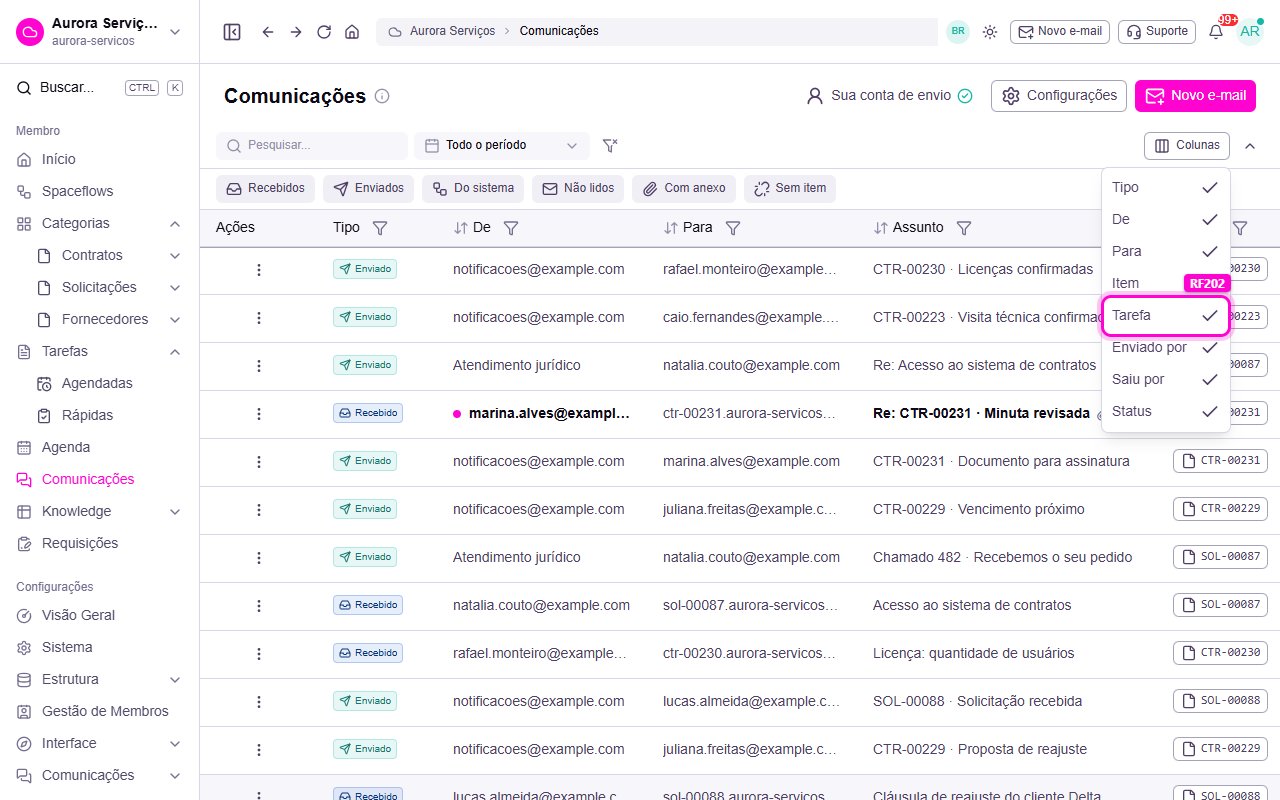 Aurora Serviç...
aurora-servicos
Buscar... CTRL K
Membro
Início
Spaceflows
Categorias
Contratos
Solicitações
Fornecedores
Tarefas
Agendadas
Rápidas
Agenda
Comunicações
Knowledge
Requisições
Configurações
Visão Geral
Sistema
Estrutura
Gestão de Membros
Interface
Comunicações
Aurora Serviços Comunicações
BR
Novo e-mail
Suporte
99+
AR
Comunicações
Sua conta de envio
Configurações
Novo e-mail
Pesquisar...
Todo o período
Colunas
Recebidos Enviados Do sistema Não lidos Com anexo Sem item
Tipo
De
Para
Item RF202
Tarefa
Enviado por
Saiu por
Status
Ações Tipo De Para Assunto
Enviado notificacoes@example.com rafael.monteiro@example... CTR-00230 · Licenças confirmadas 00230
Enviado notificacoes@example.com caio.fernandes@example.... CTR-00223 · Visita técnica confirmad 00223
Enviado Atendimento jurídico natalia.couto@example.com Re: Acesso ao sistema de contratos 00087
Recebido marina.alves@exampl... ctr-00231.aurora-servicos... Re: CTR-00231 · Minuta revisada 00231
Enviado notificacoes@example.com marina.alves@example.com CTR-00231 · Documento para assinatura CTR-00231
Enviado notificacoes@example.com juliana.freitas@example.c... CTR-00229 · Vencimento próximo CTR-00229
Enviado Atendimento jurídico natalia.couto@example.com Chamado 482 · Recebemos o seu pedido SOL-00087
Recebido natalia.couto@example.com sol-00087.aurora-servicos... Acesso ao sistema de contratos SOL-00087
Recebido rafael.monteiro@example... ctr-00230.aurora-servicos... Licença: quantidade de usuários CTR-00230
Enviado notificacoes@example.com lucas.almeida@example.c... SOL-00088 · Solicitação recebida SOL-00088
Enviado notificacoes@example.com juliana.freitas@example.c... CTR-00229 · Proposta de reajuste CTR-00229
Recebido lucas.almeida@example.c... sol-00088.aurora-servicos... Cláusula de reajuste do cliente Delta SOL-00088